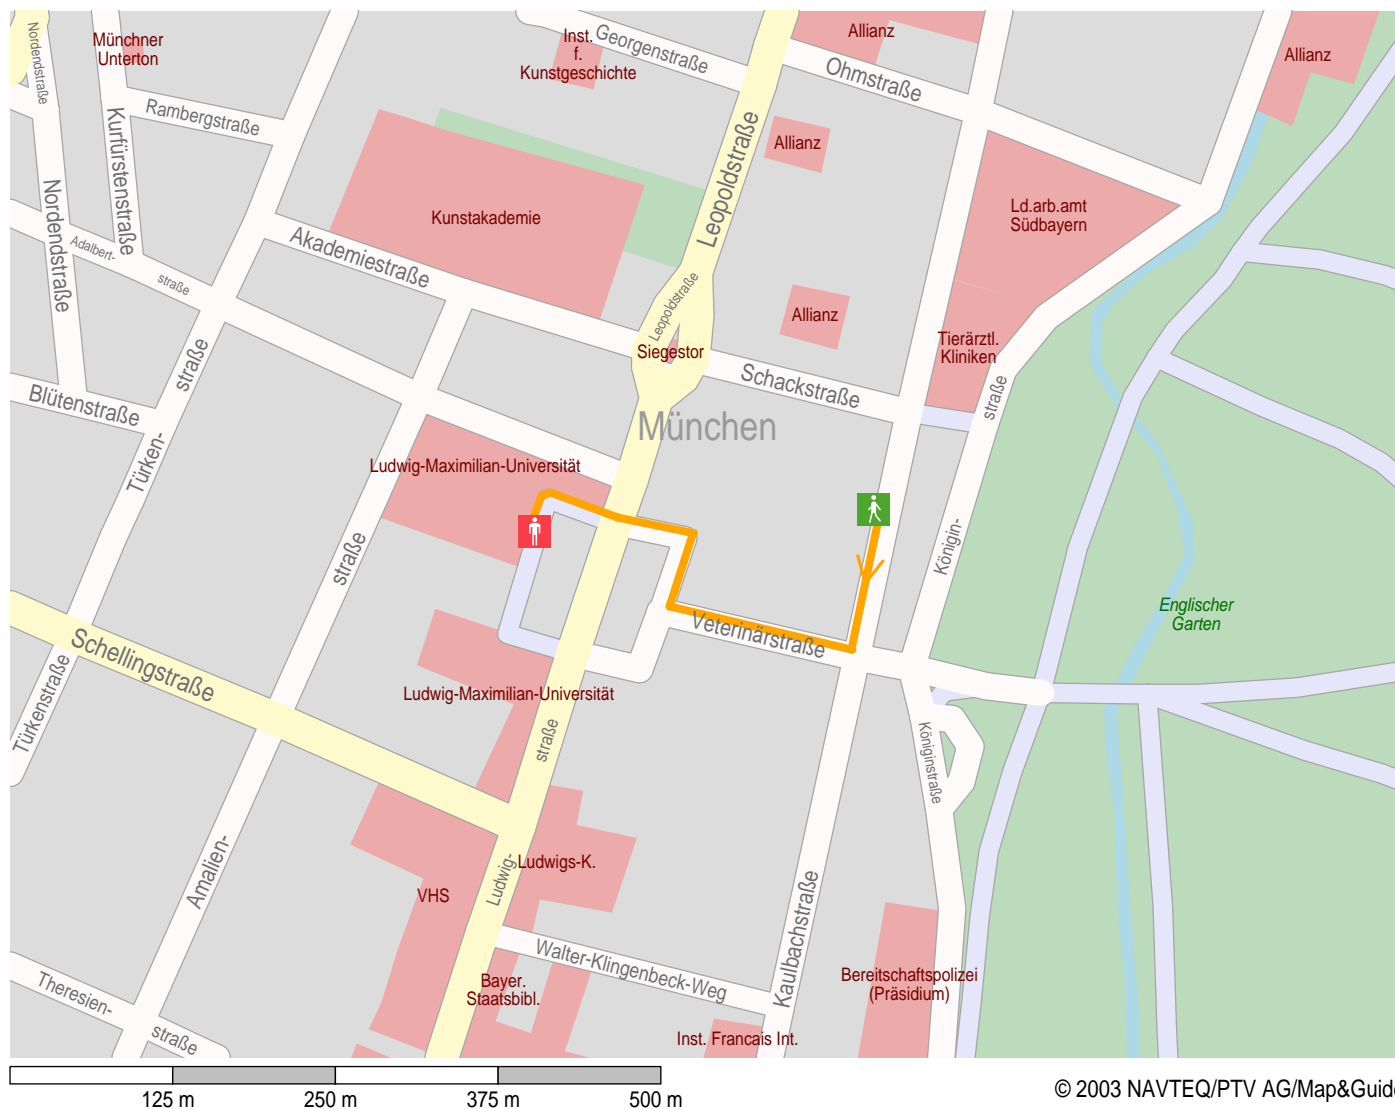 Nordendstraße
Münchner
Unterton
Inst.
f.
Kunstgeschichte
Georgenstraße
Allianz
Ohmstraße
Allianz
Rambergstraße
Kurfürstenstraße
Nordendstraße
Leopoldstraße
Allianz
Kunstakademie
Ld.arb.amt
Südbayern
Adalbert-
straße
Akademiestraße
Leopoldstraße
Allianz
Siegestor
Tierärztl.
Kliniken
straße
Blütenstraße
Schackstraße
straße
München
Türken-
Ludwig-Maximilian-Universität
straße
Königin-
Englischer
Garten
Veterinärstraße
Schellingstraße
Türkenstraße
Ludwig-Maximilian-Universität
straße
Königinstraße
Amalien-
Ludwig-
Ludwigs-K.
VHS
Kaulbachstraße
Walter-Klingenbeck-Weg
Bayer.
Staatsbibl.
Bereitschaftspolizei
(Präsidium)
Theresien-
straße
Inst. Francais Int.
125 m
250 m
375 m
500 m
© 2003 NAVTEQ/PTV AG/Map&Guide